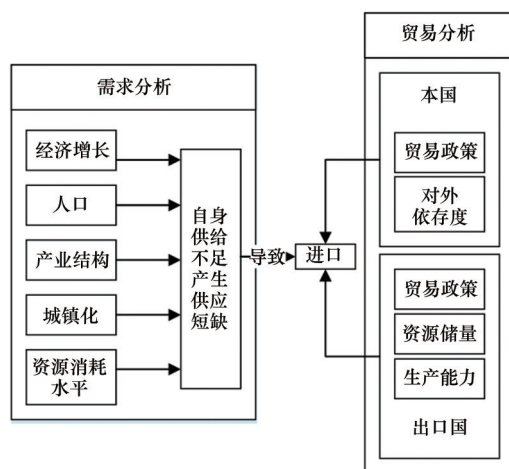 需求分析
经济增长
人口
产业结构
城镇化
资源消耗
水平
自身
供给
不足
产生
供应
短缺
导致
进口
贸易分析
本国
贸易政策
对外
依存度
贸易政策
资源储量
生产能力
出口国